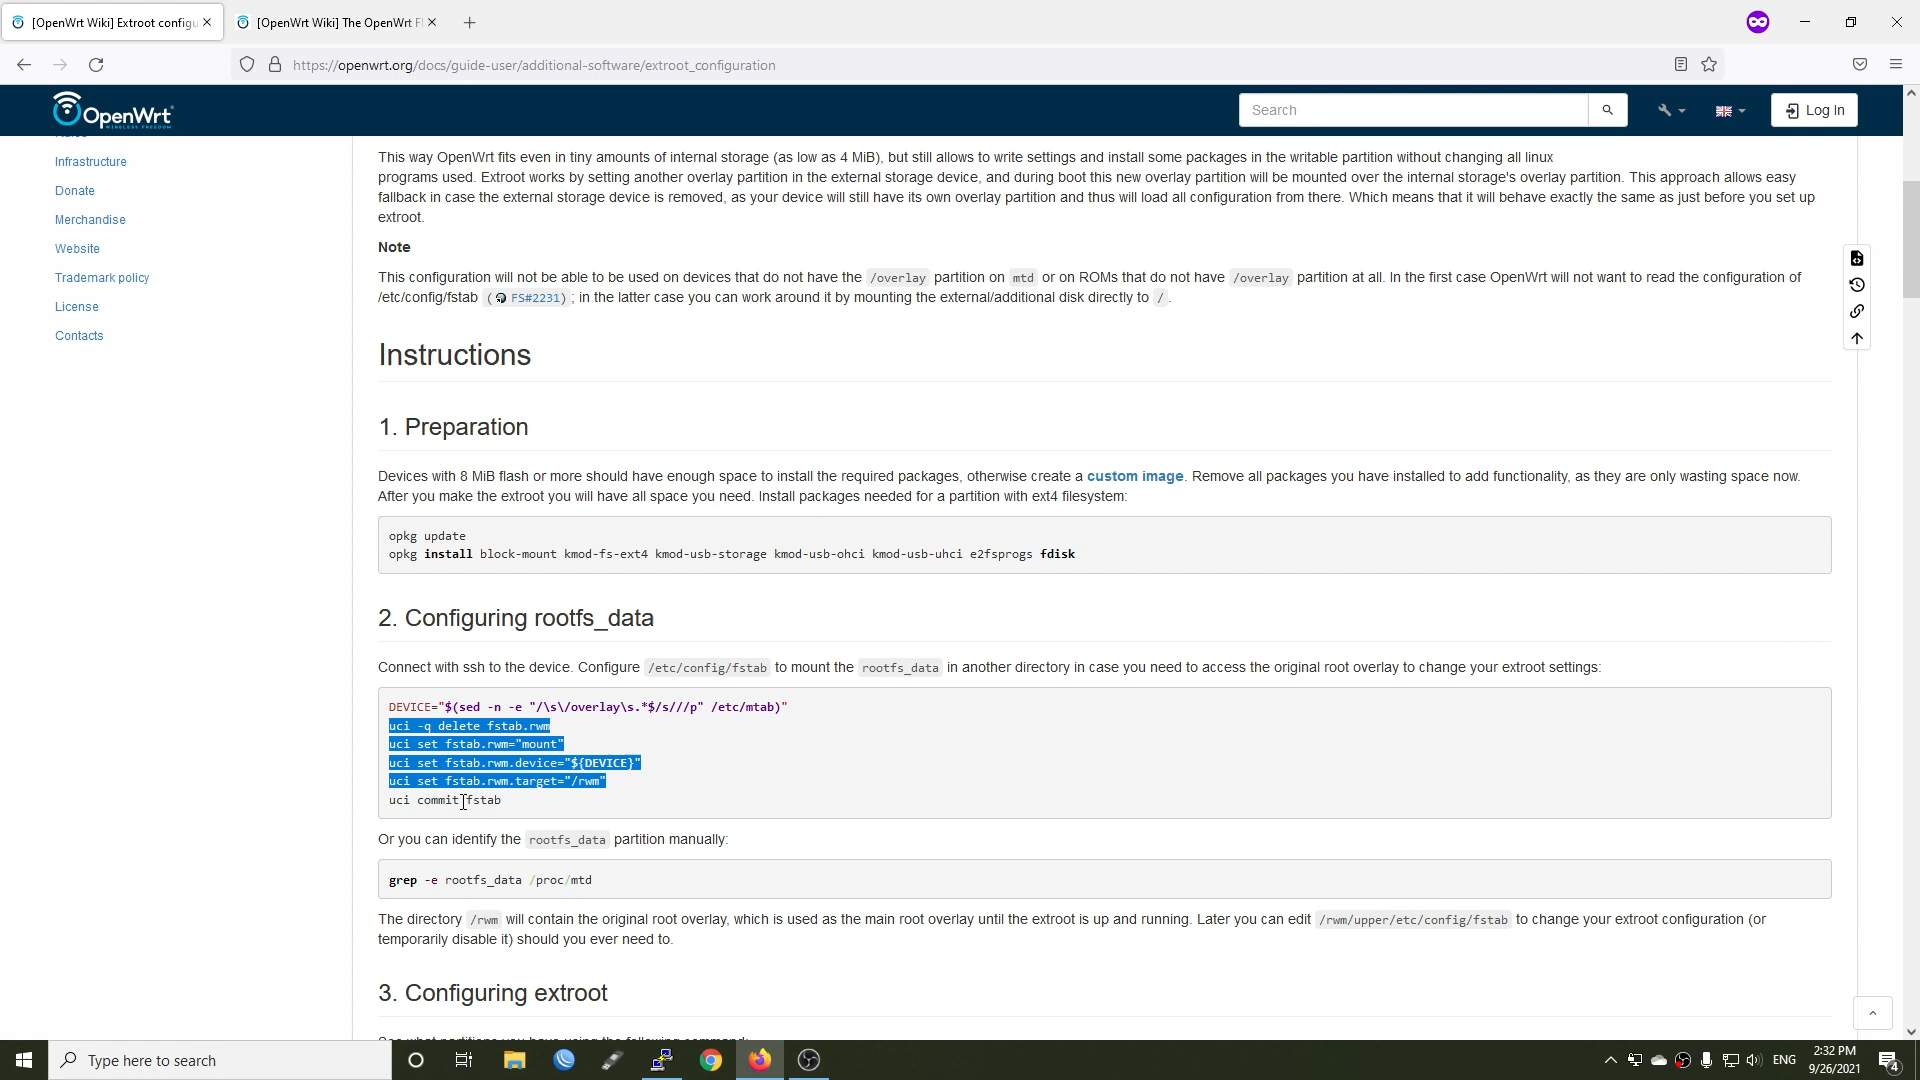 [OpenWrt Wiki] Extroot configu
[OpenWrt Wiki] The OpenWrt F
https://openwrt.org/docs/guide-user/additional-software/extroot_configuration
OpenWrt
WIRELESS FREEDOM
Search
Log In
Infrastructure
Donate
Merchandise
Website
Trademark policy
License
Contacts
This way OpenWrt fits even in tiny amounts of internal storage (as low as 4 MiB), but still allows to write settings and install some packages in the writable partition without changing all linux
programs used. Extroot works by setting another overlay partition in the external storage device, and during boot this new overlay partition will be mounted over the internal storage's overlay partition. This approach allows easy
fallback in case the external storage device is removed, as your device will still have its own overlay partition and thus will load all configuration from there. Which means that it will behave exactly the same as just before you set up
extroot.
Note
This configuration will not be able to be used on devices that do not have the /overlay partition on mtd or on ROMs that do not have /overlay partition at all. In the first case OpenWrt will not want to read the configuration of
/etc/config/fstab ( FS#2231) ; in the latter case you can work around it by mounting the external/additional disk directly to / .
Instructions
1. Preparation
Devices with 8 MiB flash or more should have enough space to install the required packages, otherwise create a custom image. Remove all packages you have installed to add functionality, as they are only wasting space now.
After you make the extroot you will have all space you need. Install packages needed for a partition with ext4 filesystem:
opkg update
opkg install block-mount kmod-fs-ext4 kmod-usb-storage kmod-usb-ohci kmod-usb-uhci e2fsprogs fdisk
2. Configuring rootfs_data
Connect with ssh to the device. Configure /etc/config/fstab to mount the rootfs_data in another directory in case you need to access the original root overlay to change your extroot settings:
DEVICE="$(sed -n -e "/\s\/overlay\s.*$/s///p" /etc/mtab)"
uci -q delete fstab.rwm
uci set fstab.rwm="mount"
uci set fstab.rwm.device="${DEVICE}"
uci set fstab.rwm.target="/rwm"
uci commit fstab
Or you can identify the rootfs_data partition manually:
grep -e rootfs_data /proc/mtd
The directory /rwm will contain the original root overlay, which is used as the main root overlay until the extroot is up and running. Later you can edit /rwm/upper/etc/config/fstab to change your extroot configuration (or
temporarily disable it) should you ever need to.
3. Configuring extroot
See what partitions you have using the following command:
Type here to search
ENG
2:32 PM
9/26/2021
4